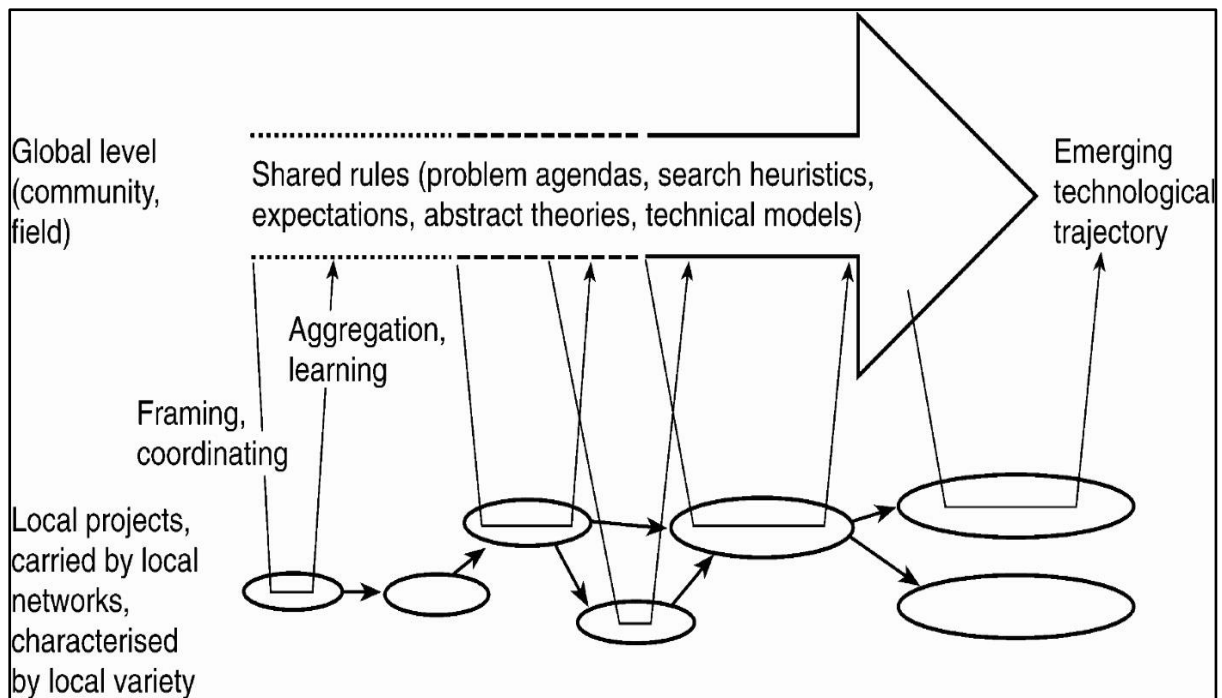 Global level
(community,
field)
Shared rules (problem agendas, search heuristics,
expectations, abstract theories, technical models)
Emerging
technological
trajectory
Aggregation,
learning
Framing,
coordinating
Local projects,
carried by local
networks,
characterised
by local variety